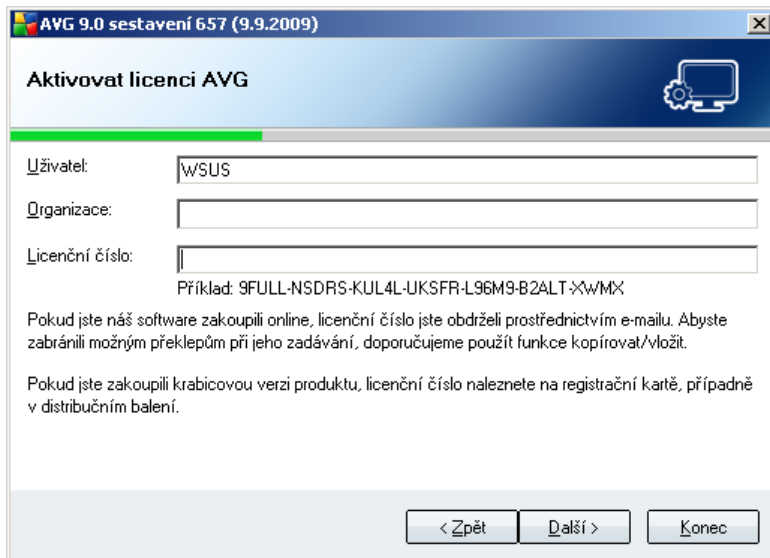 AVG 9.0 sestavení 657 (9.9.2009)
Aktivovat licenci AVG
Uživatel:
WSUS
Organizace:
Licenční číslo:
Příklad: 9FULL-NSDRS-KUL4L-UKSFR-L96M9-B2ALT-XWMX
Pokud jste náš software zakoupili online, licenční číslo jste obdrželi prostřednictvím e-mailu. Abyste
zabránili možným překlepům při jeho zadávání, doporučujeme použít funkce kopírovat/vložit.
Pokud jste zakoupili krabicovou verzi produktu, licenční číslo naleznete na registrační kartě, případně
v distribučním balení.
< Zpět
Další >
Konec